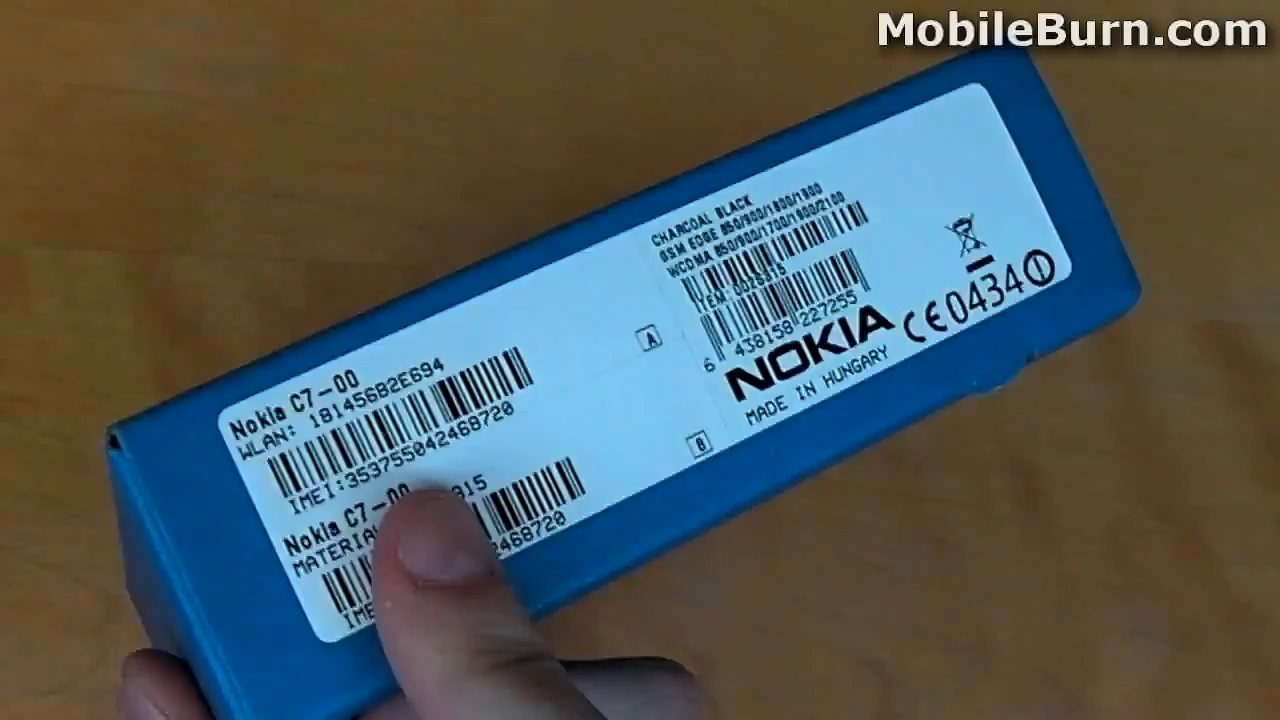 MobileBurn.com
Nokia C7-00
WLAN: 18145682E694
IMEI:353755042468720
Nokia C7-00
A
B
CHARCOAL BLACK
GSM EDGE 850/900/1800/1900
WCDMA 850/900/1700/1900/2100
6 438158 227255
NOKIA
MADE IN HUNGARY
CE0434